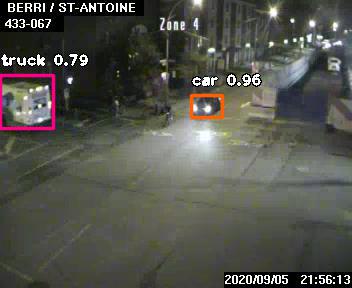 BERRI / ST-ANTOINE
433-067
Zone 4
truck 0.79
car 0.96
2020/09/05 21:56:13